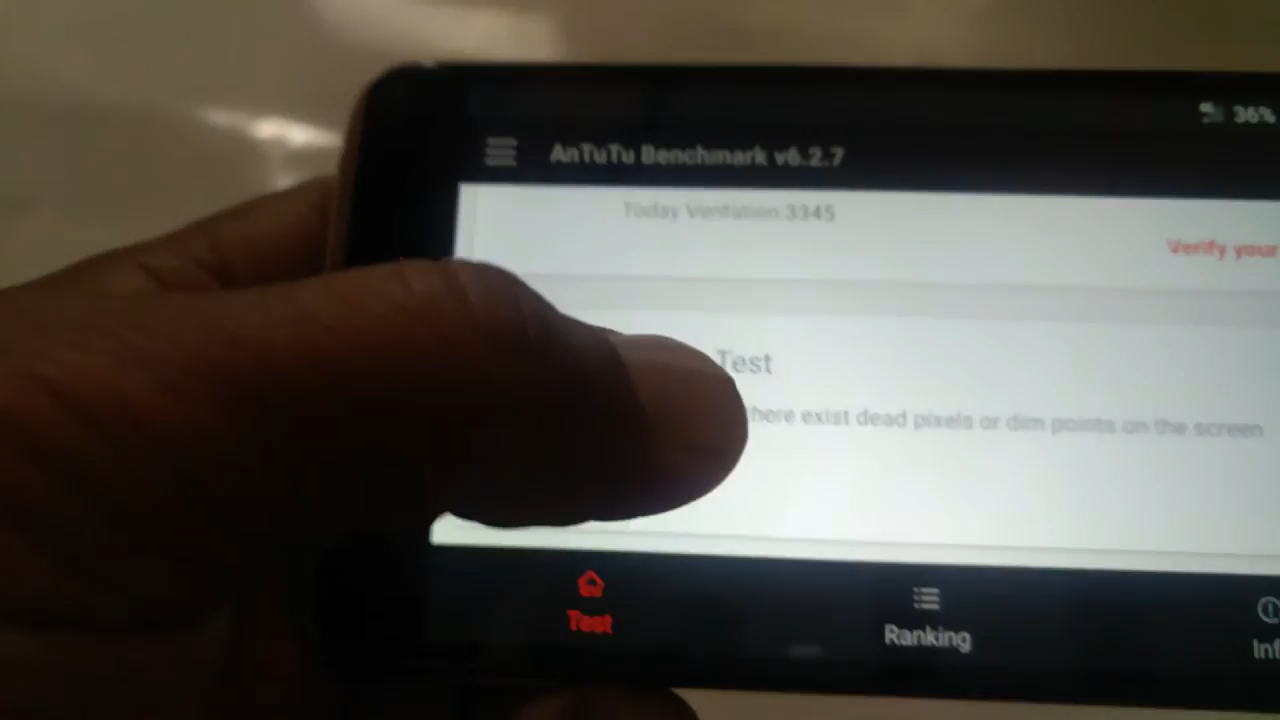 36%
AnTuTu Benchmark v6.2.7
Today Verifation:3345
Verify your
Test
here exist dead pixels or dim points on the screen
Test
Ranking
Inf